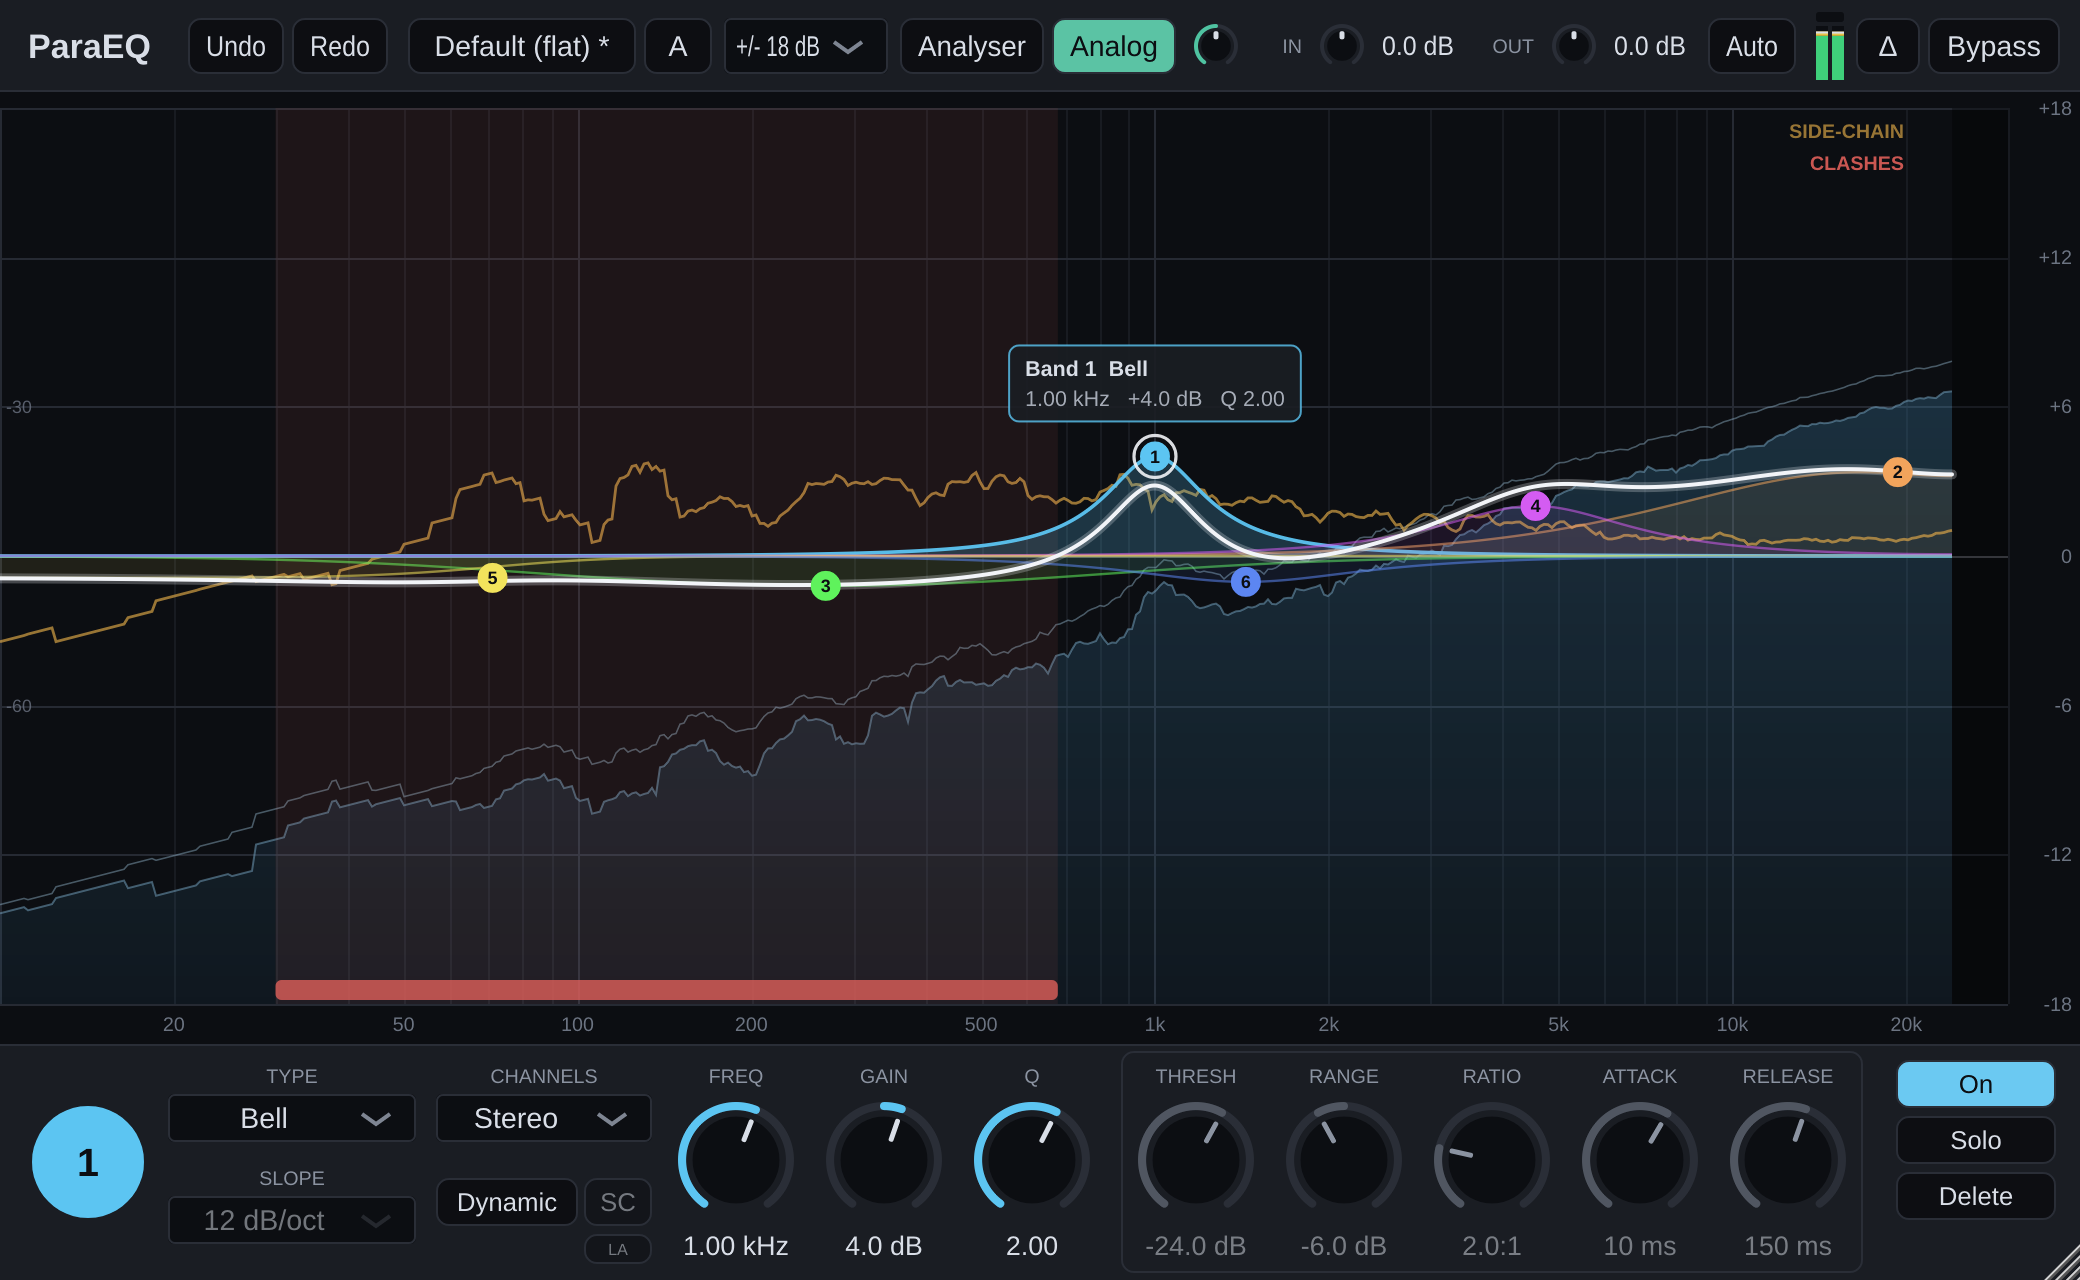 ParaEQ Undo Redo Default (flat) * A +/- 18 dB Analyser Analog IN 0.0 dB OUT 0.0 dB Auto Δ Bypass
+18
SIDE-CHAIN
CLASHES
+12
Band 1 Bell
1.00 kHz +4.0 dB Q 2.00
-30 +6
1
2
4
0
5 3 6
-60 -6
-12
-18
20 50 100 200 500 1k 2k 5k 10k 20k
TYPE CHANNELS FREQ GAIN Q THRESH RANGE RATIO ATTACK RELEASE
On
Bell Stereo
Solo
1
SLOPE
Dynamic SC
Delete
12 dB/oct
LA
1.00 kHz 4.0 dB 2.00 -24.0 dB -6.0 dB 2.0:1 10 ms 150 ms